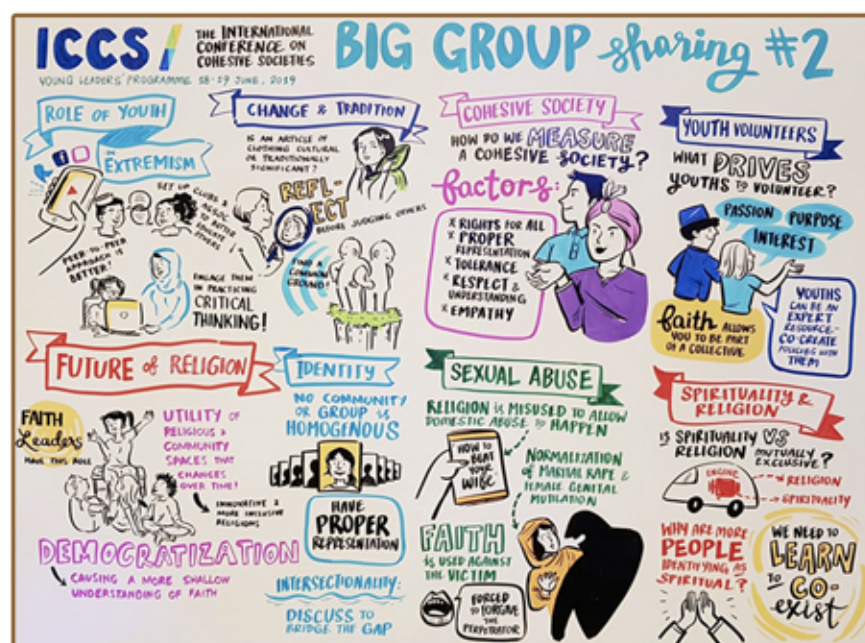 ICCS/
THE INTERNATIONAL
CONFERENCE ON
COHESIVE SOCIETIES
YOUNG LEADERS' PROGRAMME 18-19 JUNE, 2019
BIG GROUP sharing #2
ROLE OF YOUTH
IN
EXTREMISM
SET UP CLUBS &
ASSOC
TO BETTER
EDUCATE
OTHERS!
PEER-TO-PEER
APPROACH IS
BETTER!
ENGAGE THEM
IN PRACTICING
CRITICAL
THINKING!
CHANGE & TRADITION
IS AN ARTICLE OF
CLOTHING CULTURAL
OR TRADITIONALLY
SIGNIFICANT?
REFL-
ECT
BEFORE JUDGING OTHERS
FIND A
COMMON
GROUND!
COHESIVE SOCIETY
HOW DO WE MEASURE
A COHESIVE SOCIETY?
factors:
x RIGHTS FOR ALL
x PROPER
REPRESENTATION
x TOLERANCE
x RESPECT &
UNDERSTANDING
x EMPATHY
YOUTH VOLUNTEERS
WHAT DRIVES
YOUTHS TO VOLUNTEER?
PASSION
PURPOSE
INTEREST
faith ALLOWS
YOU TO BE PART
OF A COLLECTIVE
YOUTHS
CAN BE AN
EXPERT
RESOURCE-
CO-CREATE
POLICIES WITH
THEM
FUTURE of RELIGION
FAITH
Leaders
HAVE THIS ROLE
UTILITY OF
RELIGIOUS &
COMMUNITY
SPACES THAT
CHANGES
OVER TIME!
INNOVATIVE &
MORE INCLUSIVE
RELIGIONS
DEMOCRATIZATION
CAUSING A MORE SHALLOW
UNDERSTANDING OF FAITH
IDENTITY
NO COMMUNITY
OR GROUP IS
HOMOGENOUS
HAVE
PROPER
REPRESENTATION
INTERSECTIONALITY:
DISCUSS TO
BRIDGE THE GAP
SEXUAL ABUSE
RELIGION IS MISUSED TO ALLOW
DOMESTIC ABUSE TO HAPPEN
HOW TO
BEAT
YOUR
WIFE
NORMALIZATION
OF MARITAL RAPE &
FEMALE GENITAL
MUTILATION
FAITH
IS USED AGAINST
THE VICTIM
FORCED
TO FORGIVE
THE
PERPETRATOR
SPIRITUALITY &
RELIGION
IS SPIRITUALITY VS
RELIGION MUTUALLY
EXCLUSIVE?
ENGINE
RELIGION
SPIRITUALITY
WHY ARE MORE
PEOPLE
IDENTIFYING AS
SPIRITUAL?
WE NEED TO
LEARN
TO CO-
exist